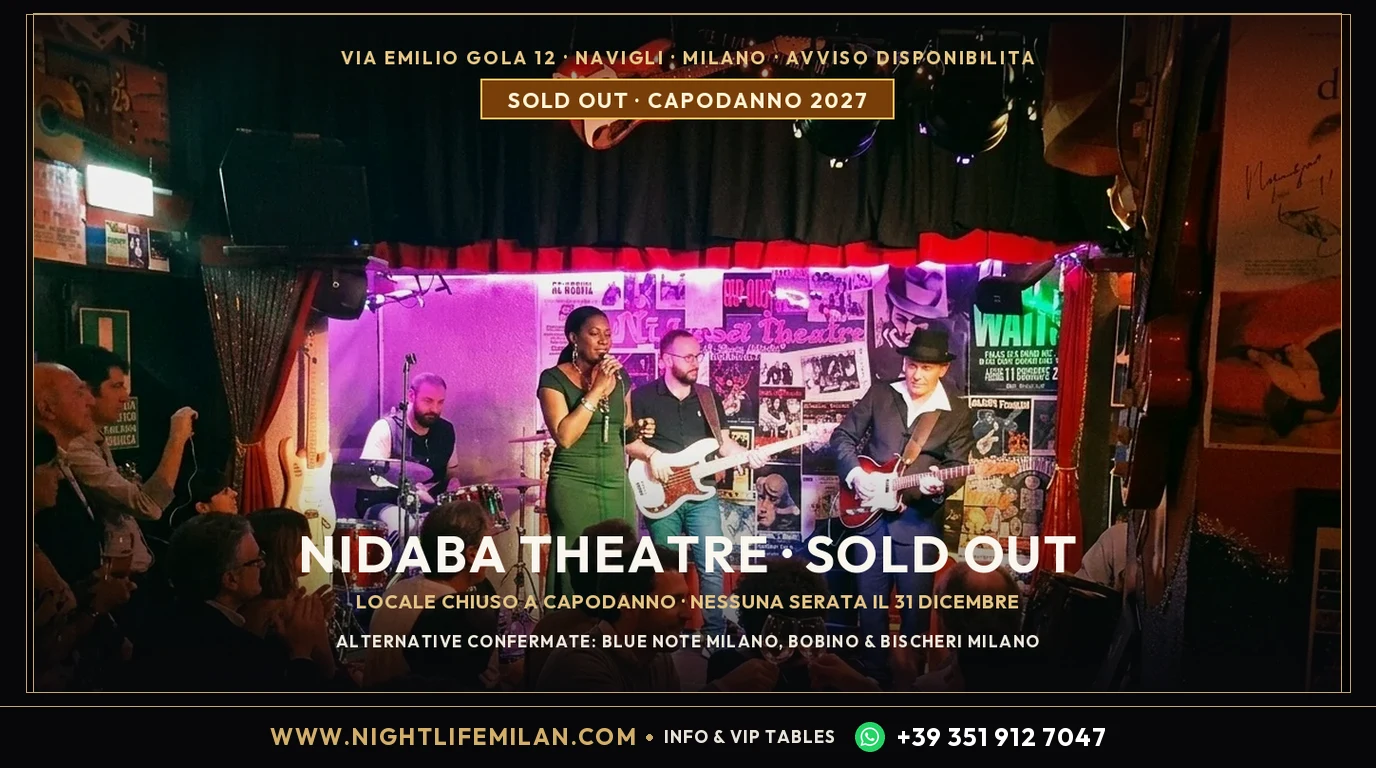 VIA EMILIO GOLA 12 · NAVIGLI · MILANO · AVVISO DISPONIBILITA
SOLD OUT · CAPODANNO 2027
WAIT
NIDABA THEATRE · SOLD OUT
LOCALE CHIUSO A CAPODANNO · NESSUNA SERATA IL 31 DICEMBRE
ALTERNATIVE CONFERMATE: BLUE NOTE MILANO, BOBINO & BISCHERI MILANO
WWW.NIGHTLIFEMILAN.COM • INFO & VIP TABLES +39 351 912 7047